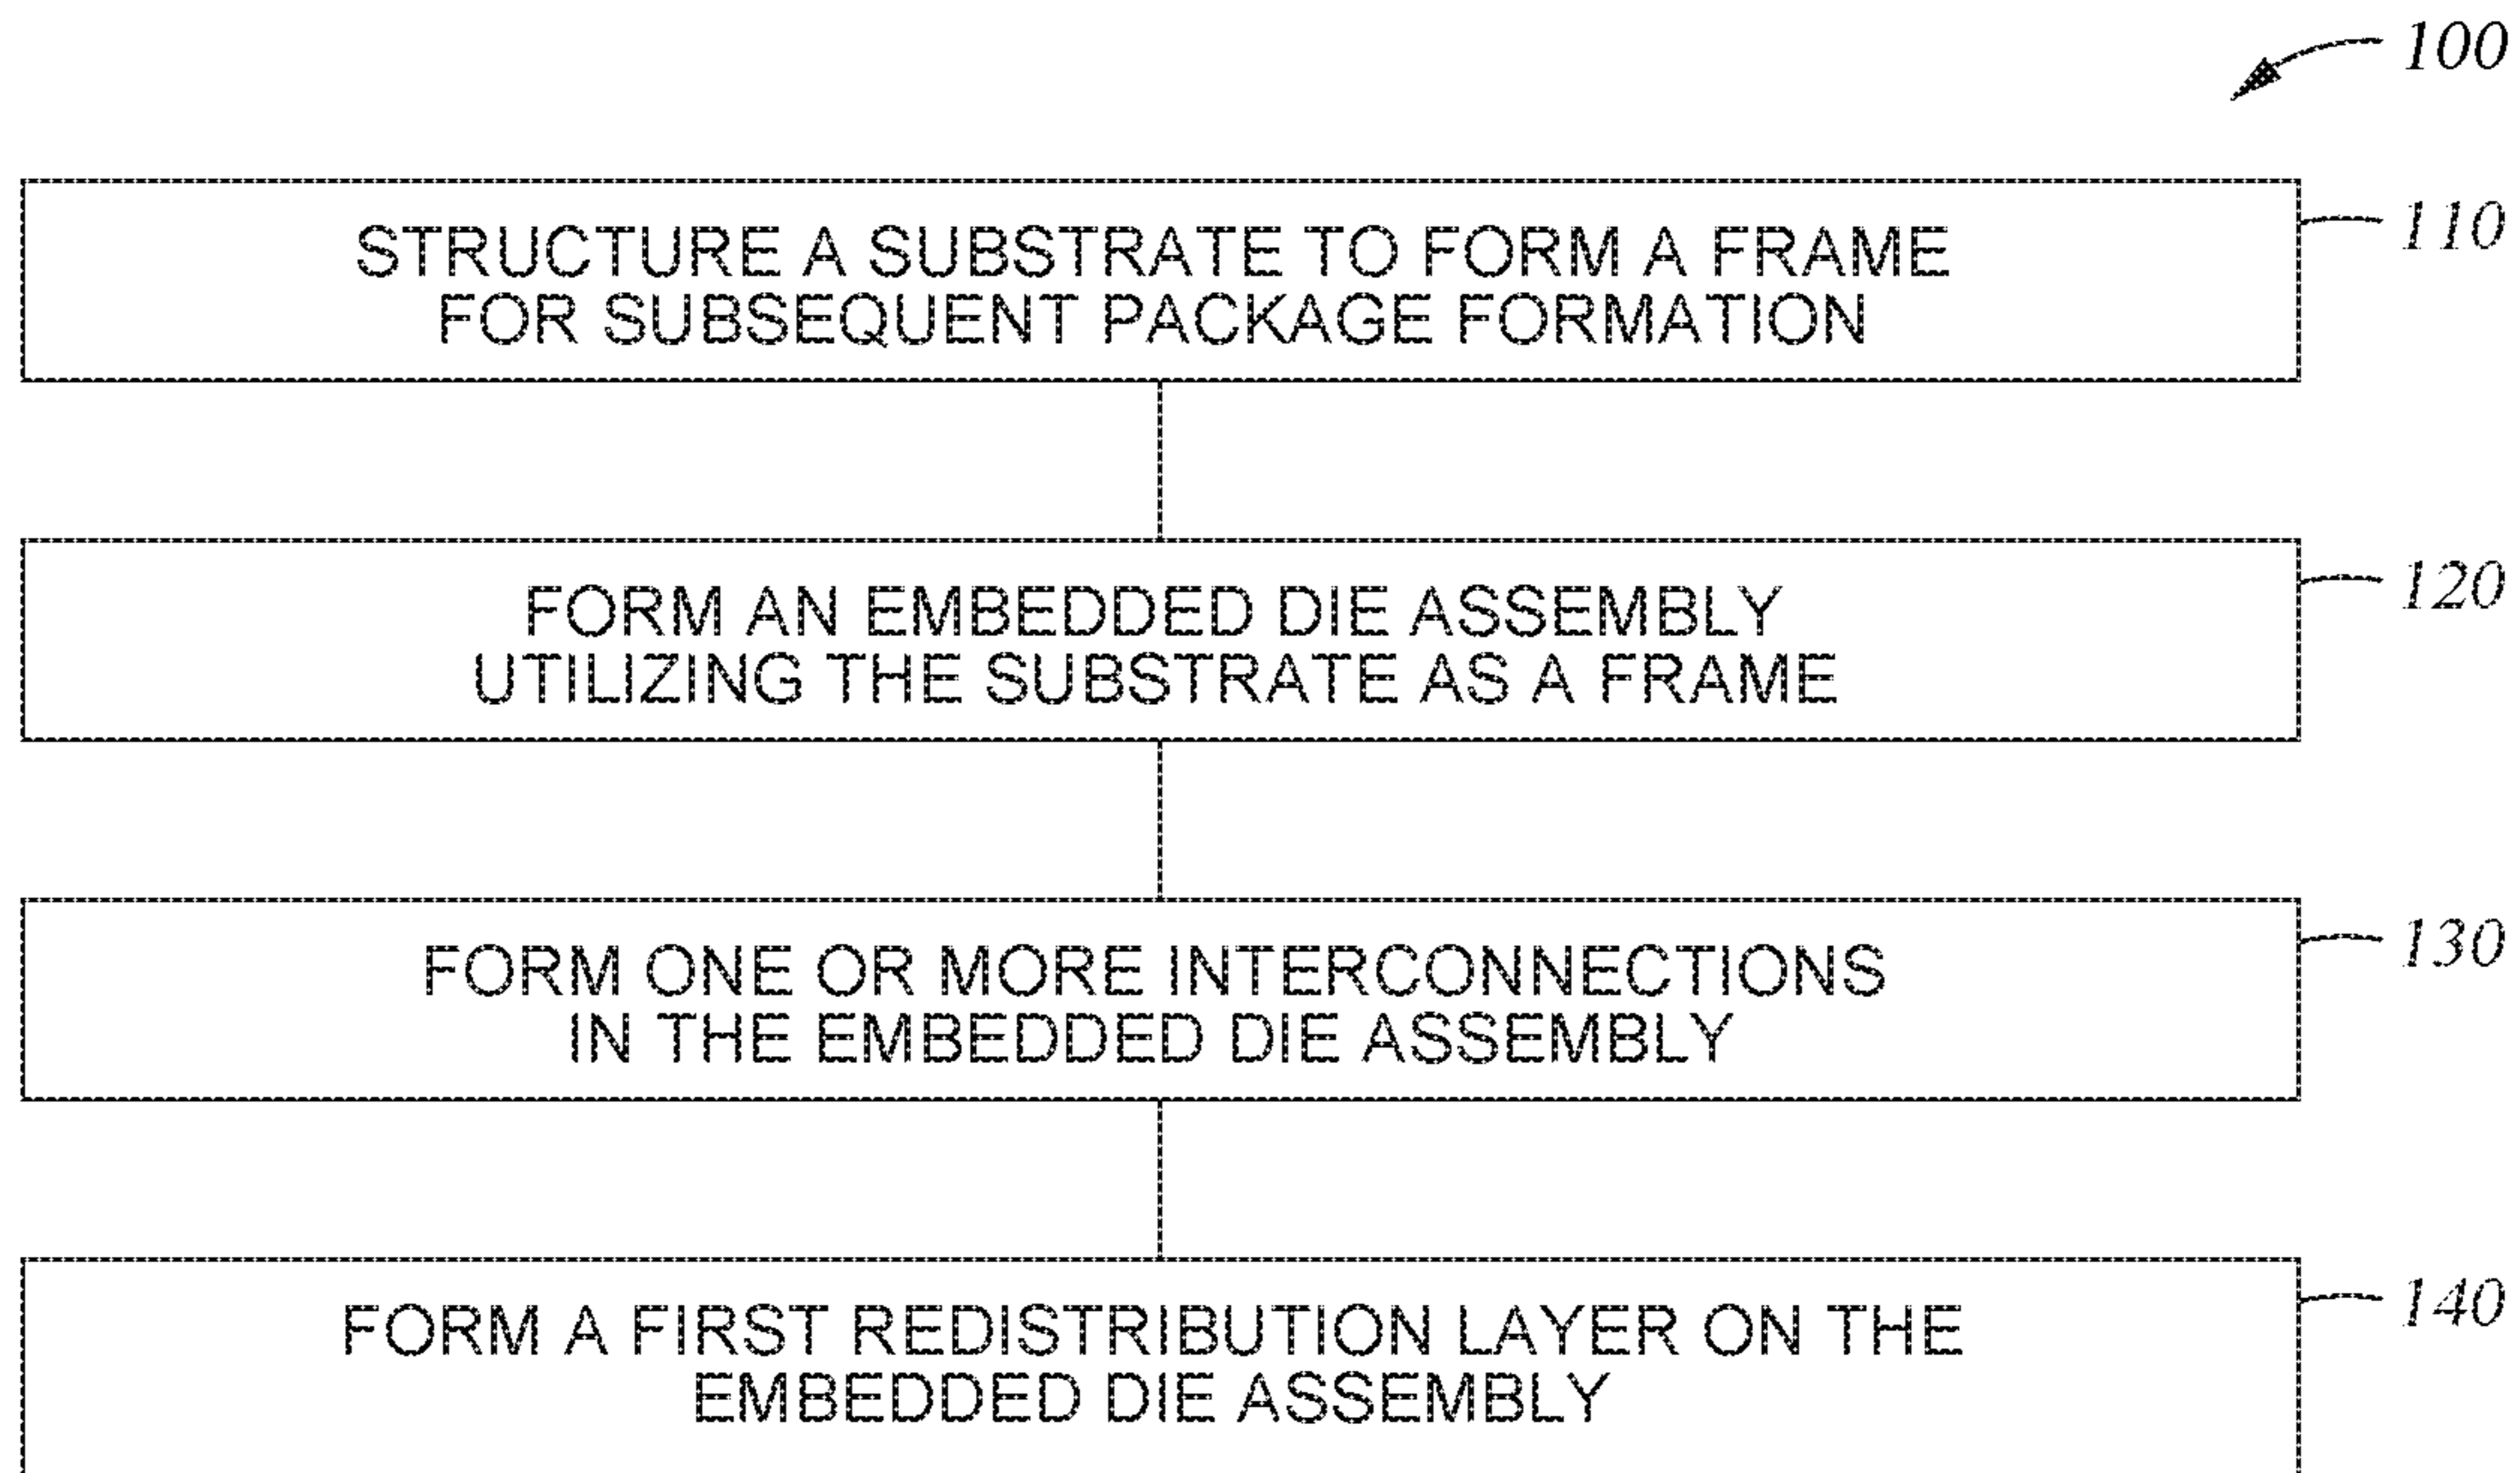 100
STRUCTURE A SUBSTRATE TO FORM A FRAME
FOR SUBSEQUENT PACKAGE FORMATION
110
FORM AN EMBEDDED DIE ASSEMBLY
UTILIZING THE SUBSTRATE AS A FRAME
120
FORM ONE OR MORE INTERCONNECTIONS
IN THE EMBEDDED DIE ASSEMBLY
130
FORM A FIRST REDISTRIBUTION LAYER ON THE
EMBEDDED DIE ASSEMBLY
140